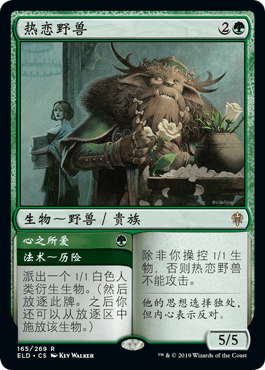 热恋野兽 2
生物～野兽 / 贵族
心之所爱
法术～历险
派出一个 1/1 白色人
类衍生生物。(然后
放逐此牌。之后你
还可以从放逐区中
施放该生物。)
除非你操控 1/1 生
物，否则热恋野兽
不能攻击。
他的思想选择独处，
但内心表示反对。
5/5
165/269 R
ELD • CS KEV WALKER
™ & © 2019 Wizards of the Coast